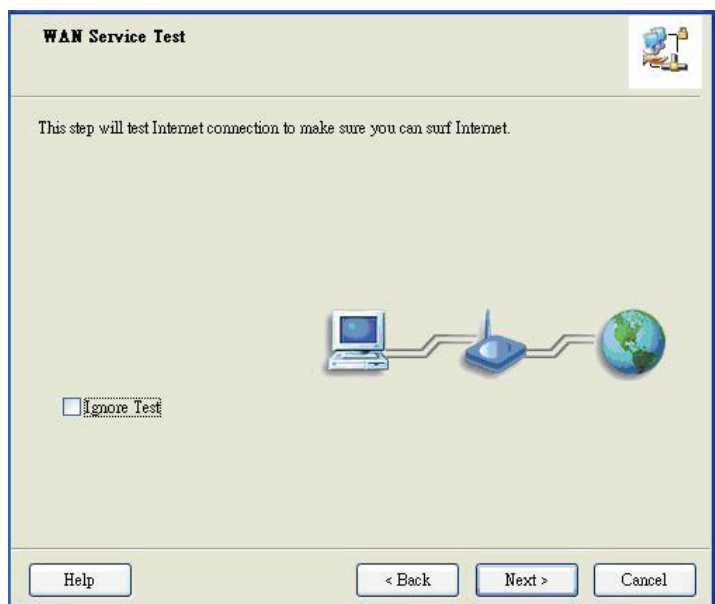 WAN Service Test
This step will test Internet connection to make sure you can surf Internet.
Ignore Test
Help
< Back
Next >
Cancel